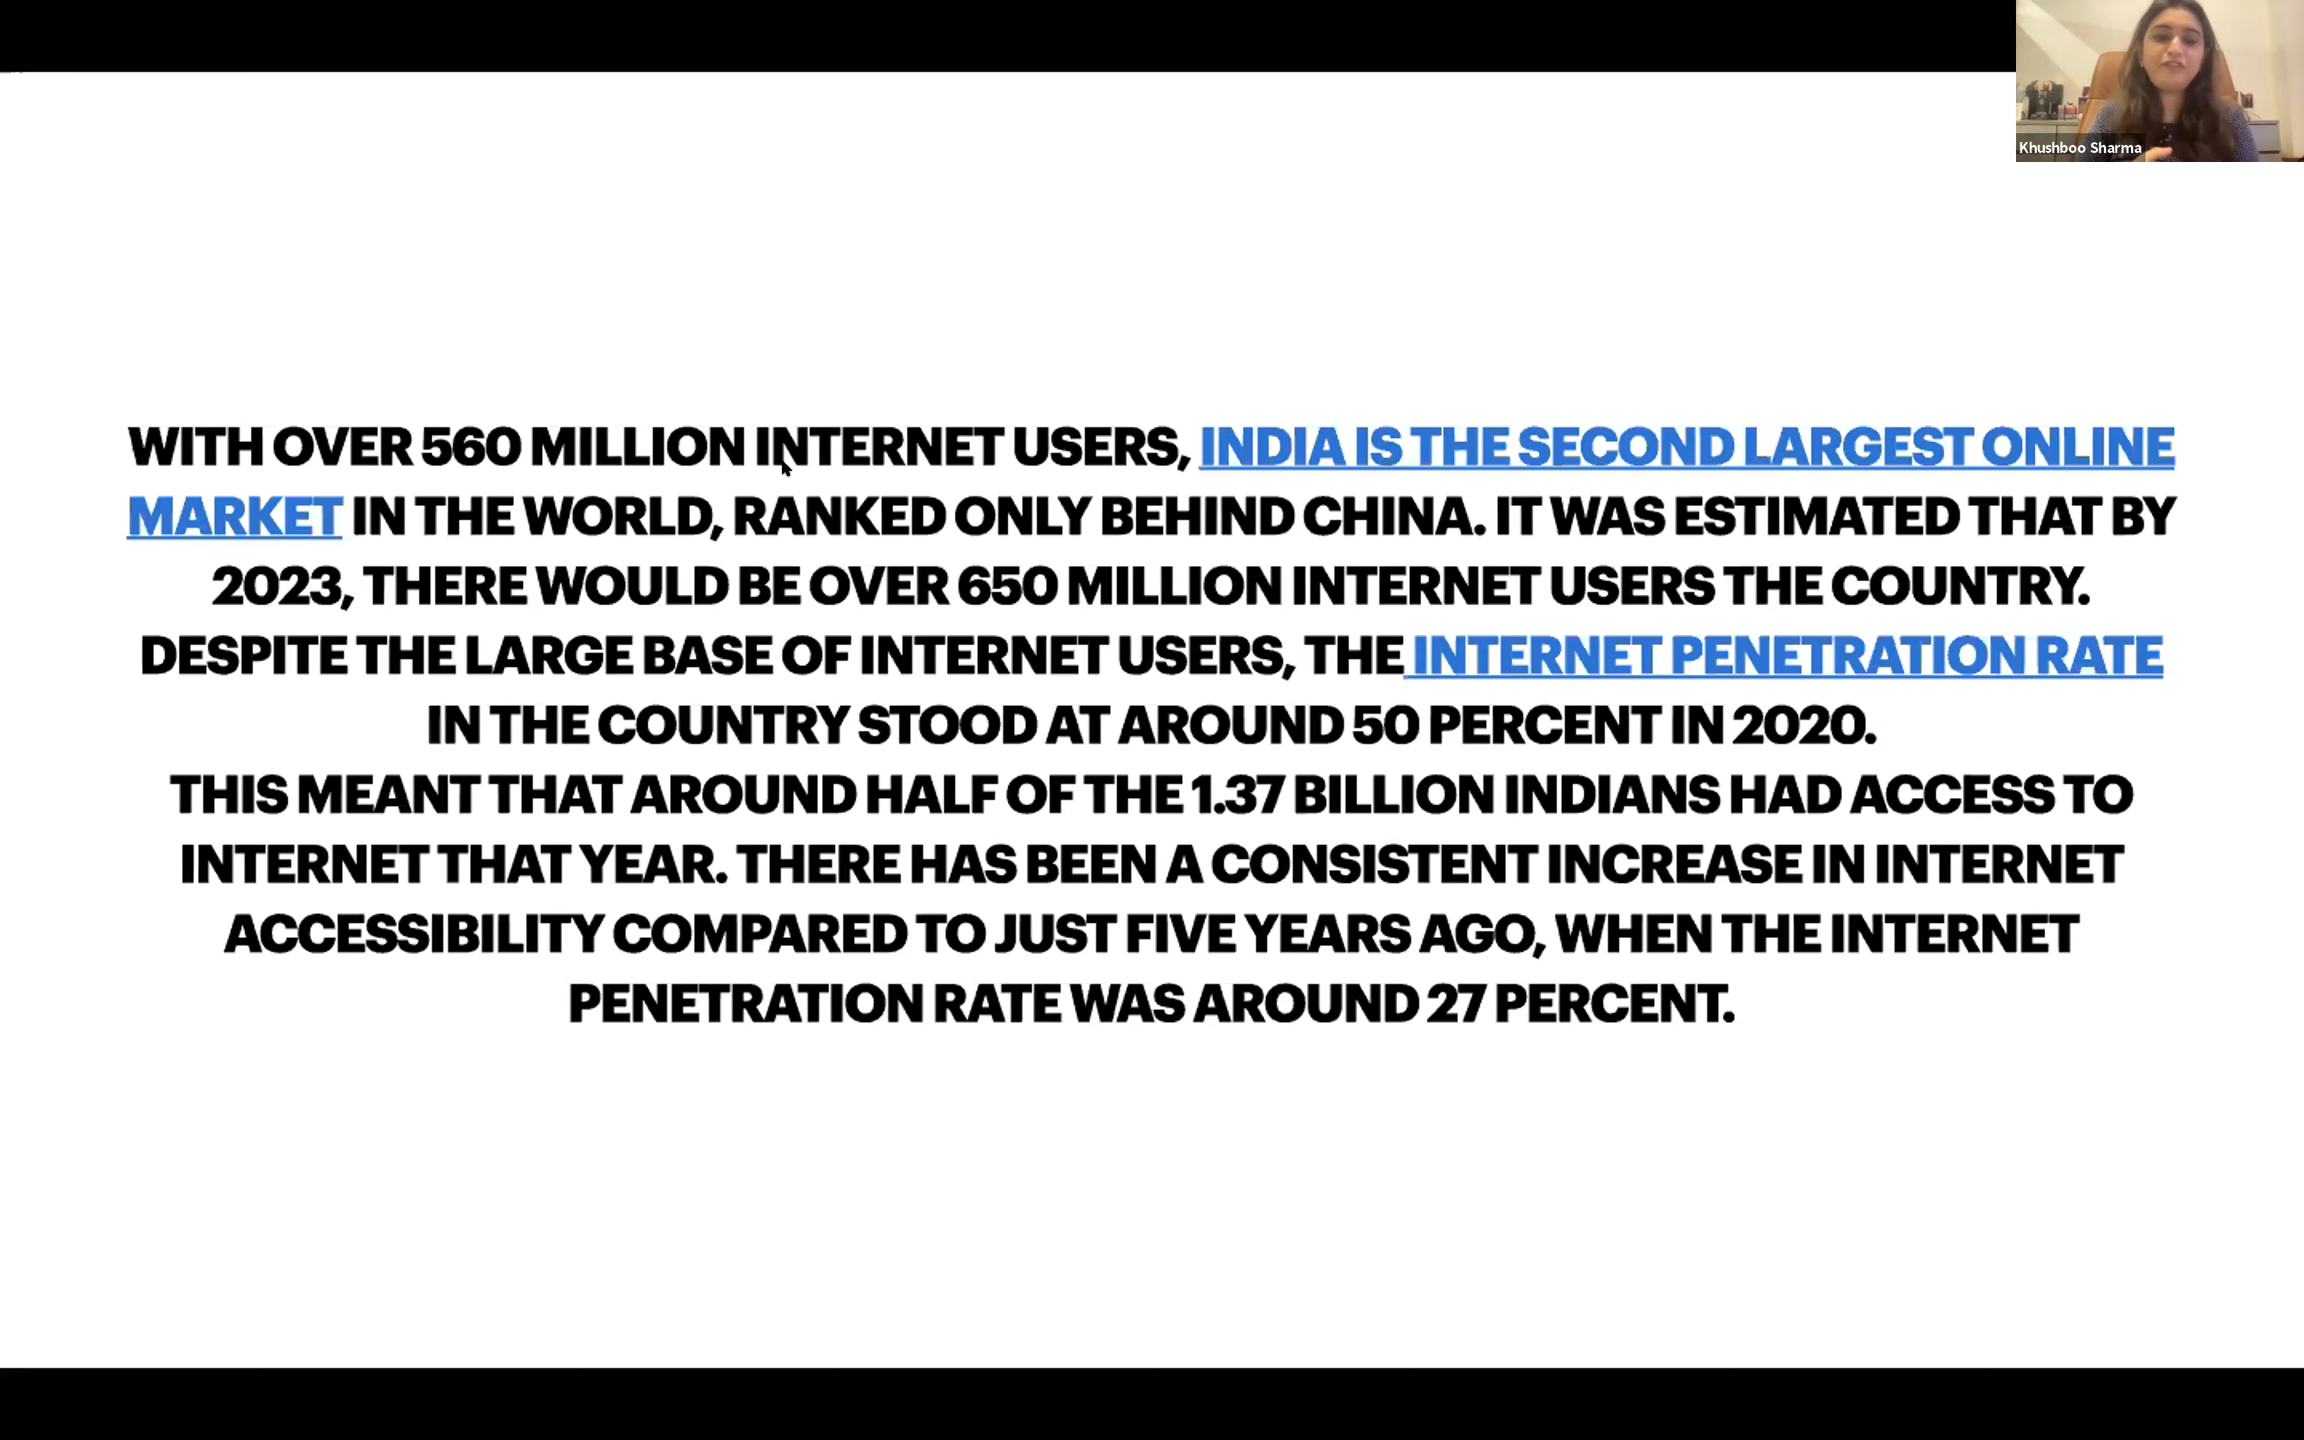 Khushboo Sharma
WITH OVER 560 MILLION INTERNET USERS, INDIA IS THE SECOND LARGEST ONLINE
MARKET IN THE WORLD, RANKED ONLY BEHIND CHINA. IT WAS ESTIMATED THAT BY
2023, THERE WOULD BE OVER 650 MILLION INTERNET USERS THE COUNTRY.
DESPITE THE LARGE BASE OF INTERNET USERS, THE INTERNET PENETRATION RATE
IN THE COUNTRY STOOD AT AROUND 50 PERCENT IN 2020.
THIS MEANT THAT AROUND HALF OF THE 1.37 BILLION INDIANS HAD ACCESS TO
INTERNET THAT YEAR. THERE HAS BEEN A CONSISTENT INCREASE IN INTERNET
ACCESSIBILITY COMPARED TO JUST FIVE YEARS AGO, WHEN THE INTERNET
PENETRATION RATE WAS AROUND 27 PERCENT.